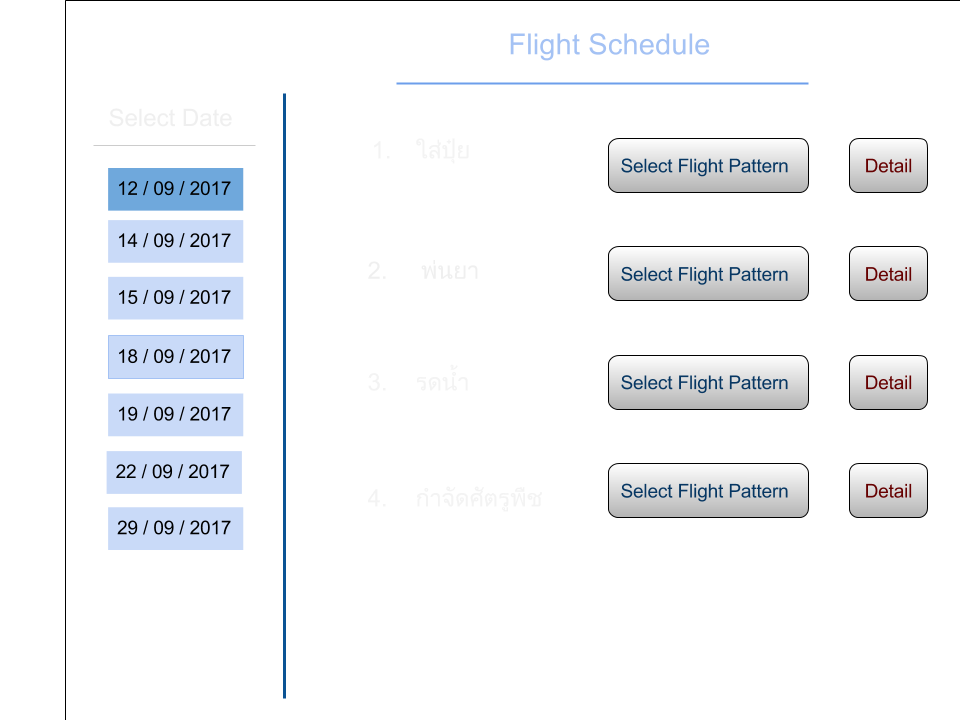 Flight Schedule
Select Date
12 / 09 / 2017
14 / 09 / 2017
15 / 09 / 2017
18 / 09 / 2017
19 / 09 / 2017
22 / 09 / 2017
29 / 09 / 2017
1. ใส่ปุ๋ย Select Flight Pattern Detail
2. พ่นยา Select Flight Pattern Detail
3. รดน้ำ Select Flight Pattern Detail
4. กำจัดศัตรูพืช Select Flight Pattern Detail